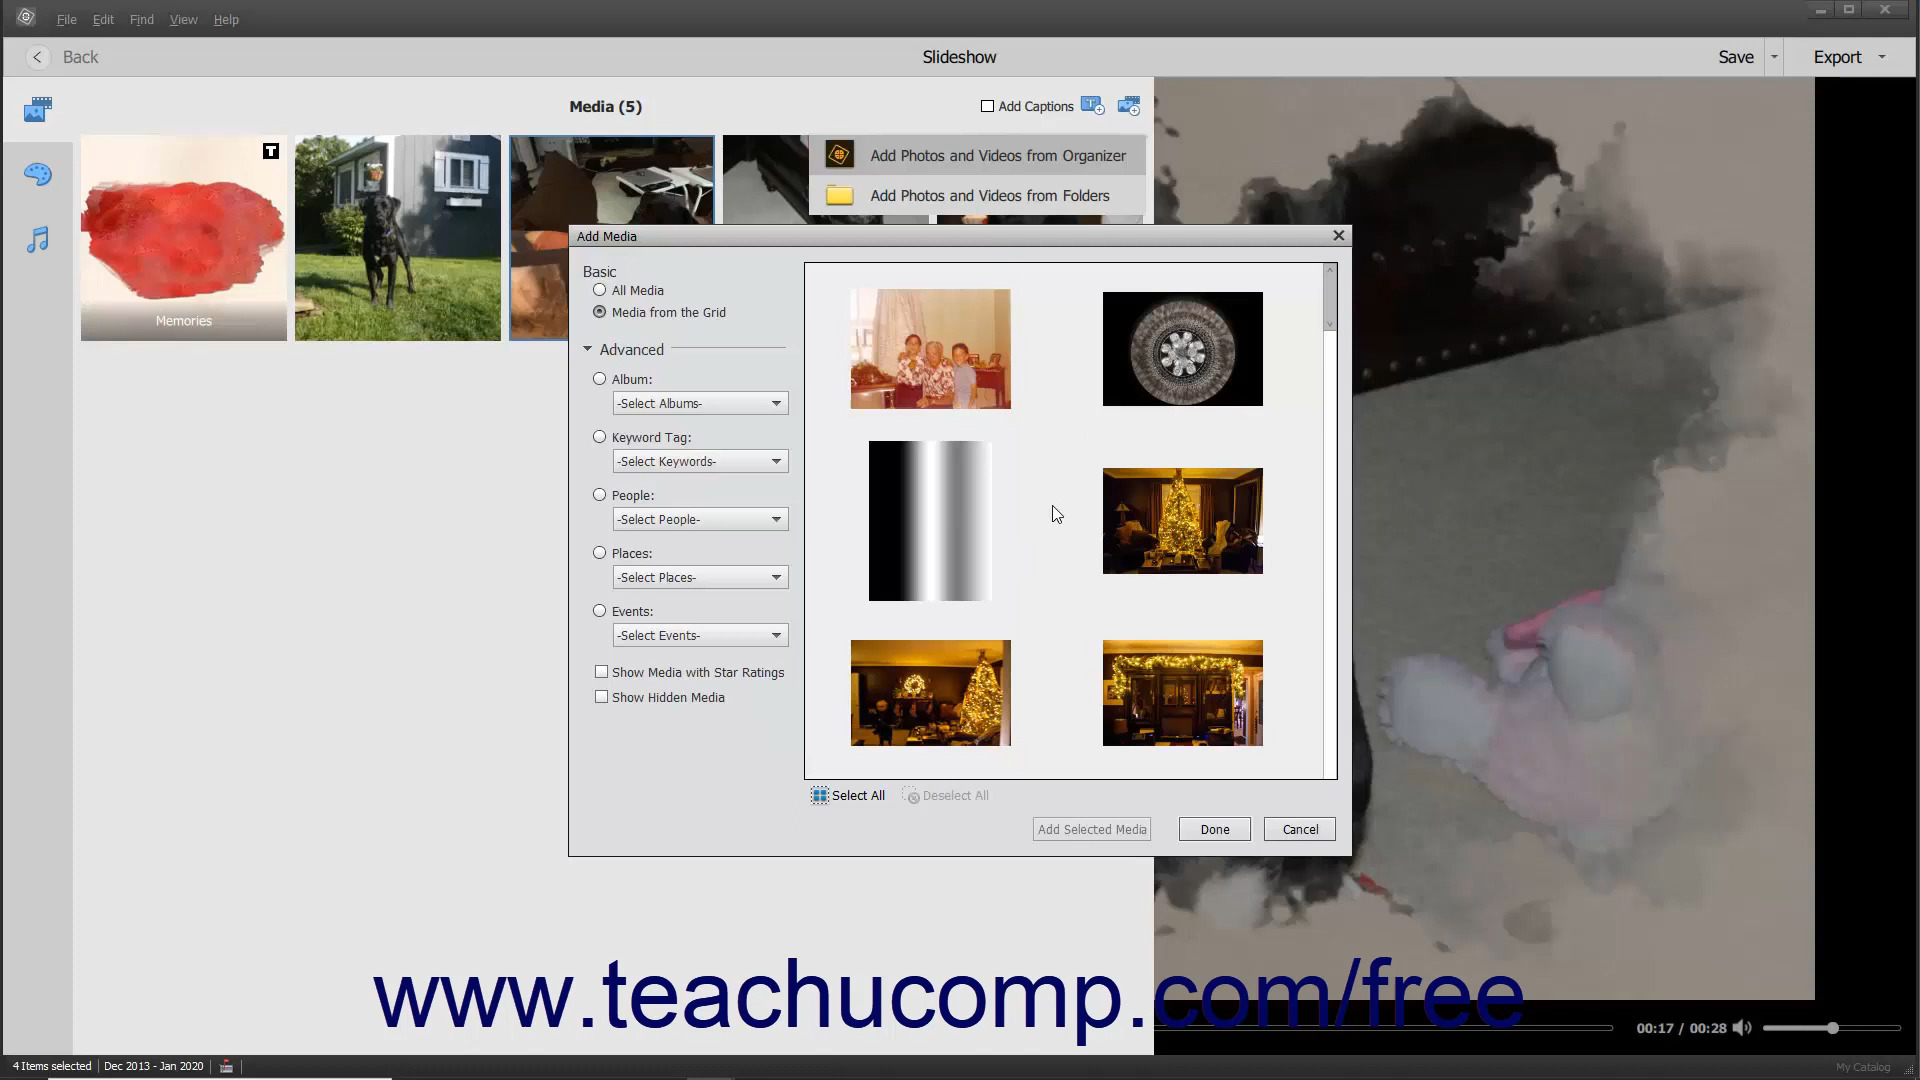 File Edit Find View Help
Back
Slideshow
Save
Export
Media (5)
Add Captions
T
T
Memories
Add Photos and Videos from Organizer
Add Photos and Videos from Folders
Add Media
Basic
All Media
Media from the Grid
Advanced
Album:
-Select Albums-
Keyword Tag:
-Select Keywords-
People:
-Select People-
Places:
-Select Places-
Events:
-Select Events-
Show Media with Star Ratings
Show Hidden Media
Select All
Deselect All
Add Selected Media
Done
Cancel
www.teachucomp.com/free
00:17 / 00:28
4 Items selected
Dec 2013 - Jan 2020
My Catalog